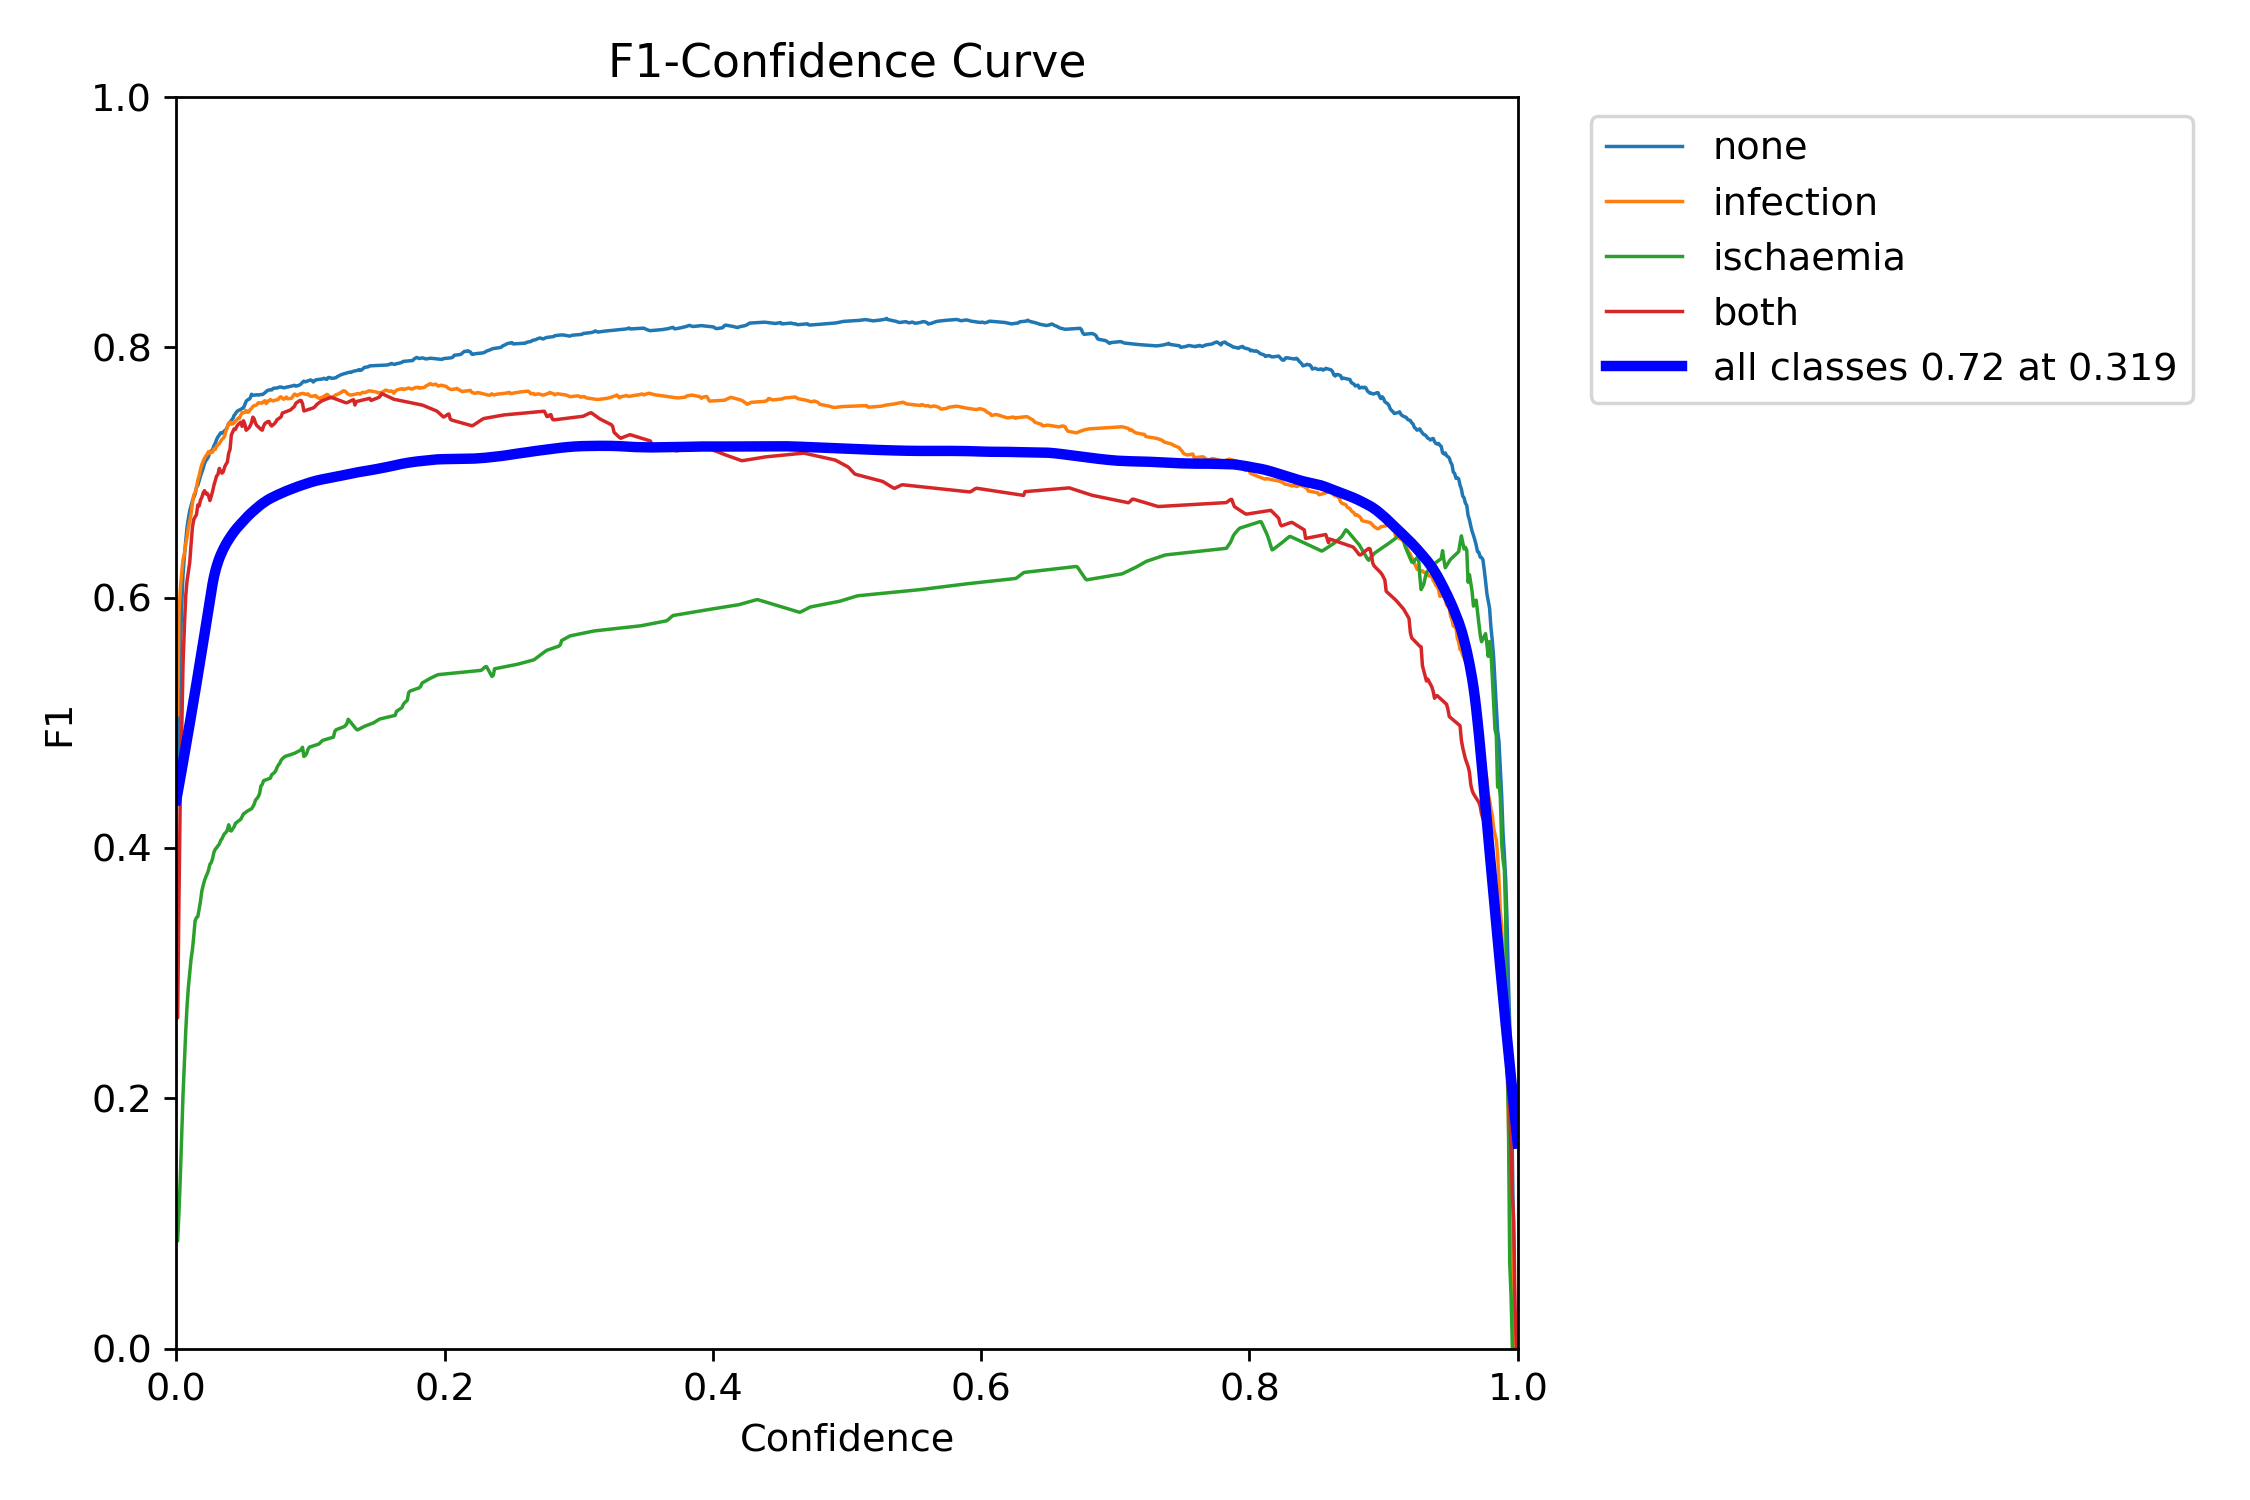 F1-Confidence Curve
1.0
0.8
0.6
0.4
0.2
0.0
F1
0.0 0.2 0.4 0.6 0.8 1.0
Confidence
none
infection
ischaemia
both
all classes 0.72 at 0.319